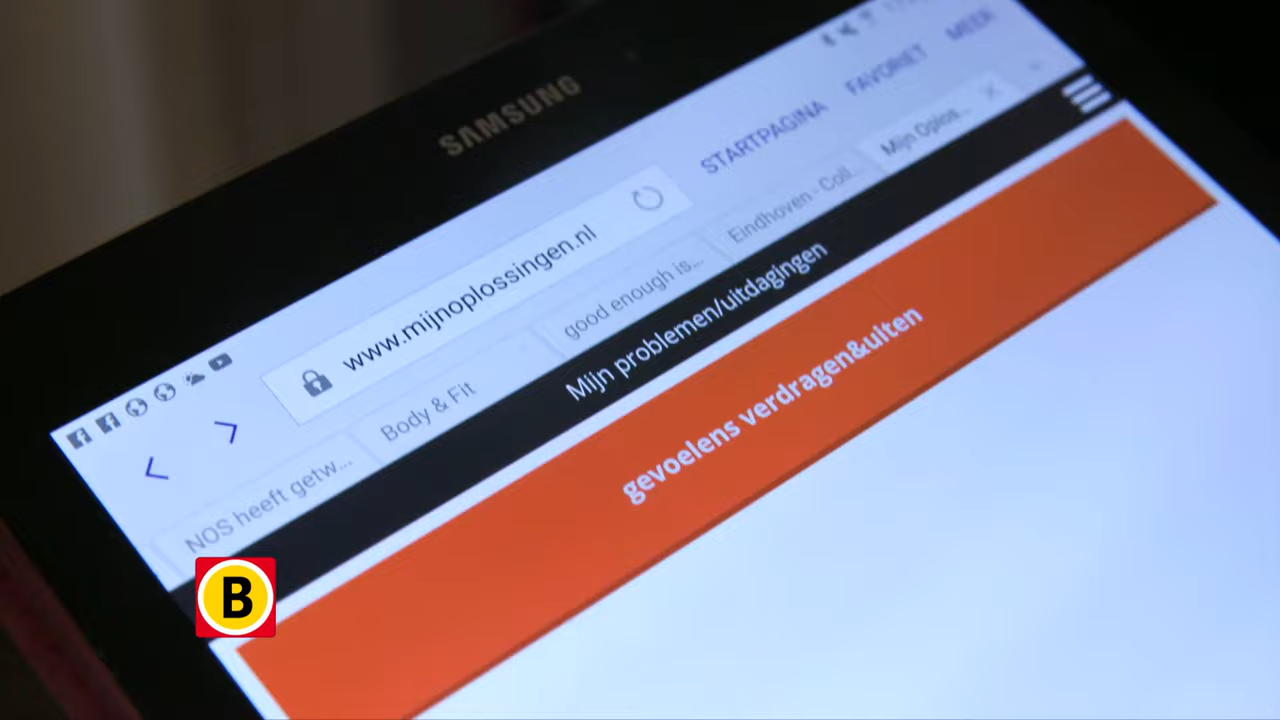 SAMSUNG
STARTPAGINA
FAVORIET
MEER
www.mijnoplossingen.nl
NOS heeft getw...
Body & Fit
good enough is...
Eindhoven - Coll...
Mijn Oplos...
Mijn problemen/uitdagingen
gevoelens verdragen&uiten
B